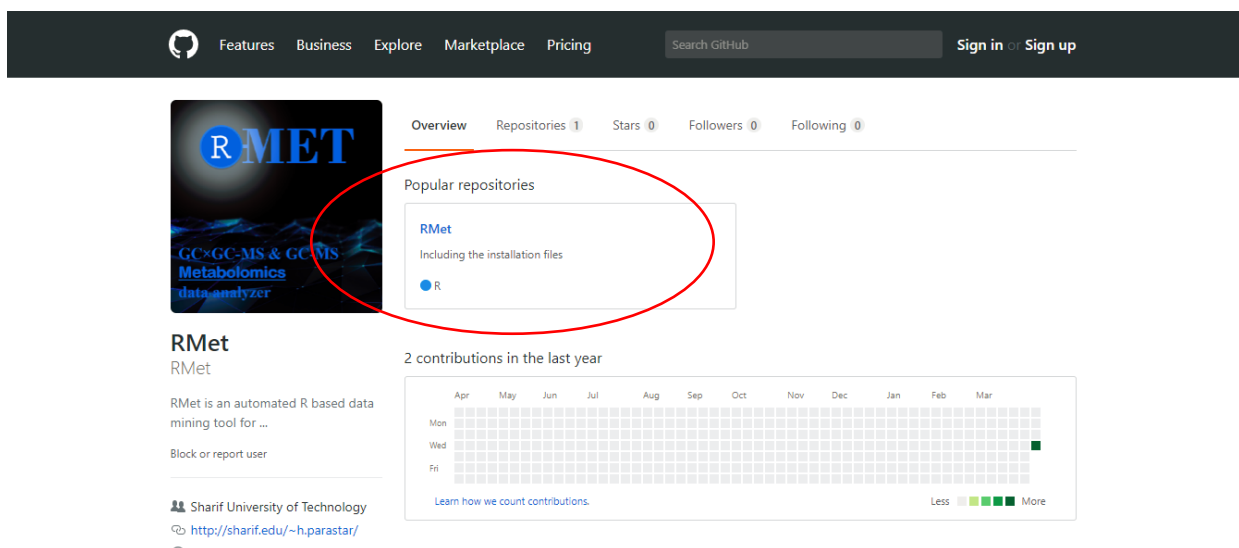 Features Business Explore Marketplace Pricing Search GitHub Sign in or Sign up
R MET
GC×GC-MS & GC-MS
Metabolomics
data analyzer
RMet
RMet
RMet is an automated R based data
mining tool for ...
Block or report user
Sharif University of Technology
http://sharif.edu/~h.parastar/
Overview Repositories 1 Stars 0 Followers 0 Following 0
Popular repositories
RMet
Including the installation files
R
2 contributions in the last year
Apr May Jun Jul Aug Sep Oct Nov Dec Jan Feb Mar
Mon
Wed
Fri
Learn how we count contributions. Less More